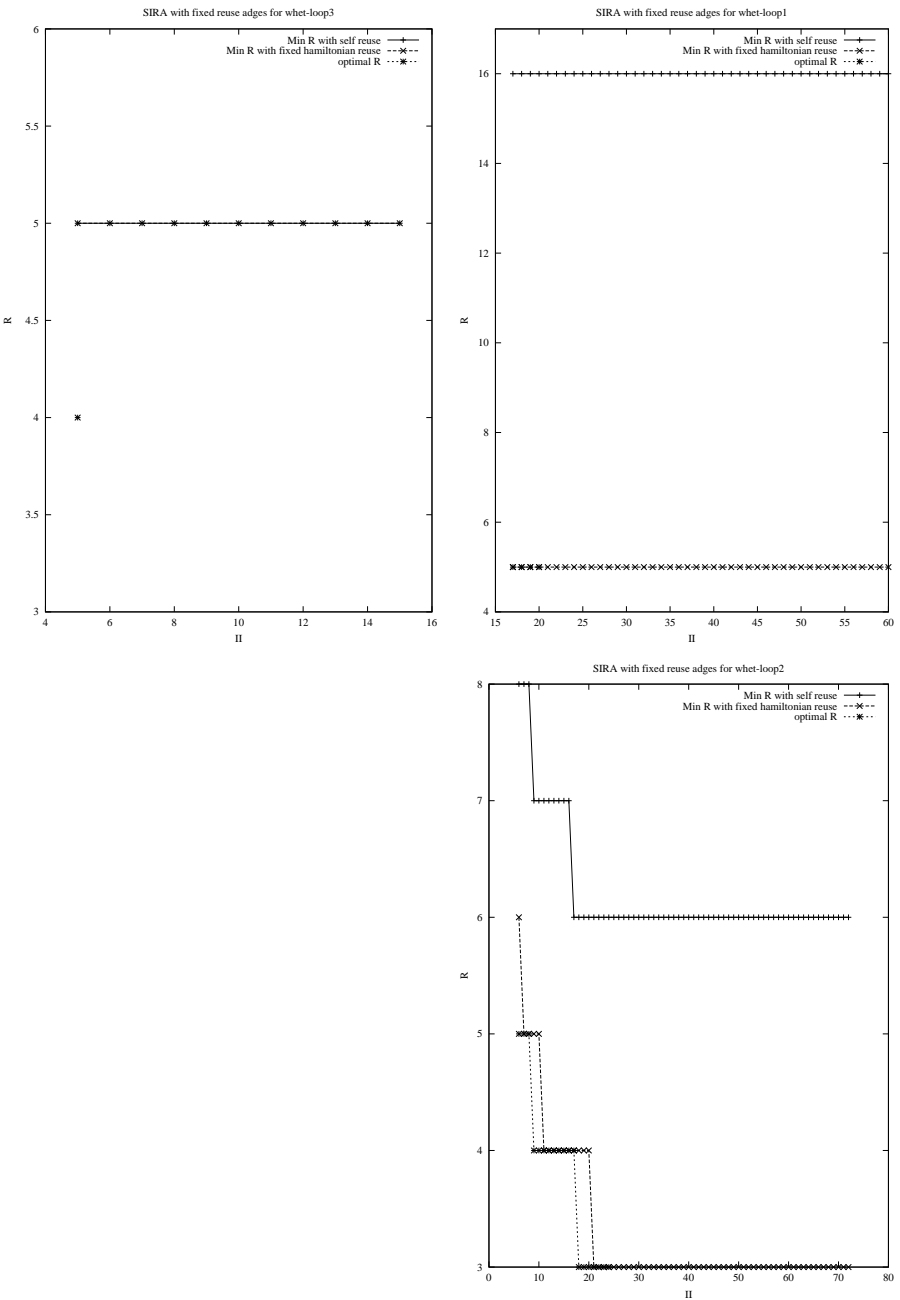 SIRA with fixed reuse adges for whet-loop3
6
5.5
5
4.5
4
3.5
3
R
4 6 8 10 12 14 16
II
Min R with self reuse
Min R with fixed hamiltonian reuse
optimal R
SIRA with fixed reuse adges for whet-loop1
16
14
12
10
8
6
4
R
15 20 25 30 35 40 45 50 55 60
II
Min R with self reuse
Min R with fixed hamiltonian reuse
optimal R
SIRA with fixed reuse adges for whet-loop2
8
7
6
5
4
3
R
0 10 20 30 40 50 60 70 80
II
Min R with self reuse
Min R with fixed hamiltonian reuse
optimal R